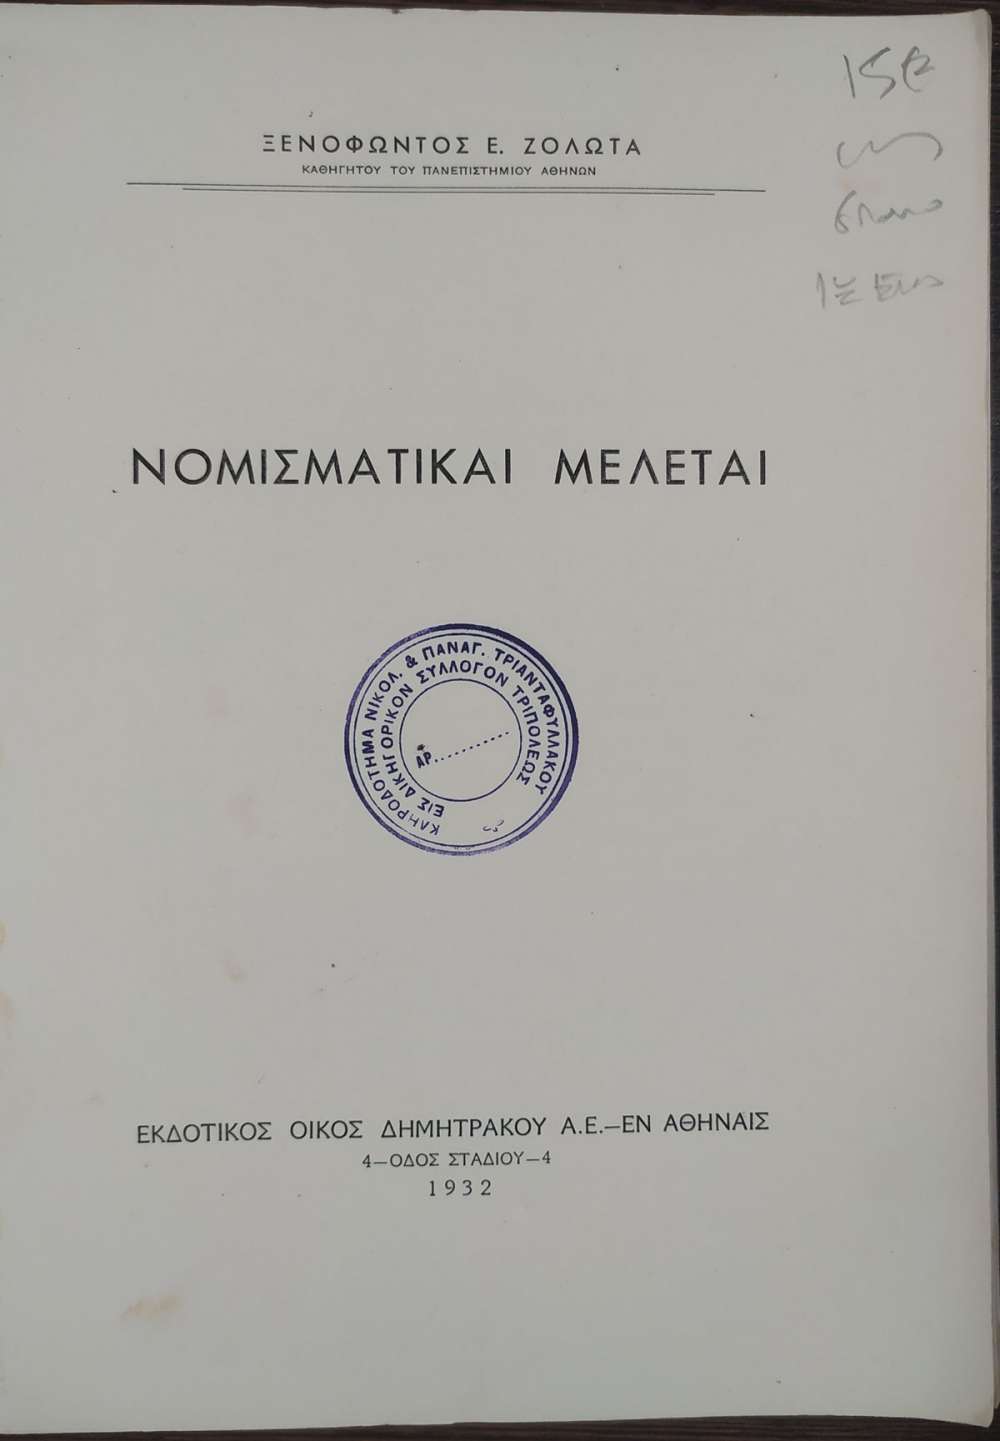 ΞΕΝΟΦΩΝΤΟΣ Ε. ΖΟΛΩΤΑ
ΚΑΘΗΓΗΤΟΥ ΤΟΥ ΠΑΝΕΠΙΣΤΗΜΙΟΥ ΑΘΗΝΩΝ
ΝΟΜΙΣΜΑΤΙΚΑΙ ΜΕΛΕΤΑΙ
ΚΛΗΡΟΔΟΤΗΜΑ ΝΙΚΟΛ. & ΠΑΝΑΓ. ΤΡΙΑΝΤΑΦΥΛΛΑΚΟΥ
ΕΙΣ ΔΙΚΗΓΟΡΙΚΟΝ ΣΥΛΛΟΓΟΝ ΤΡΙΠΟΛΕΩΣ
ΑΡ..............
ΕΚΔΟΤΙΚΟΣ ΟΙΚΟΣ ΔΗΜΗΤΡΑΚΟΥ Α.Ε.—ΕΝ ΑΘΗΝΑΙΣ
4—ΟΔΟΣ ΣΤΑΔΙΟΥ—4
1932